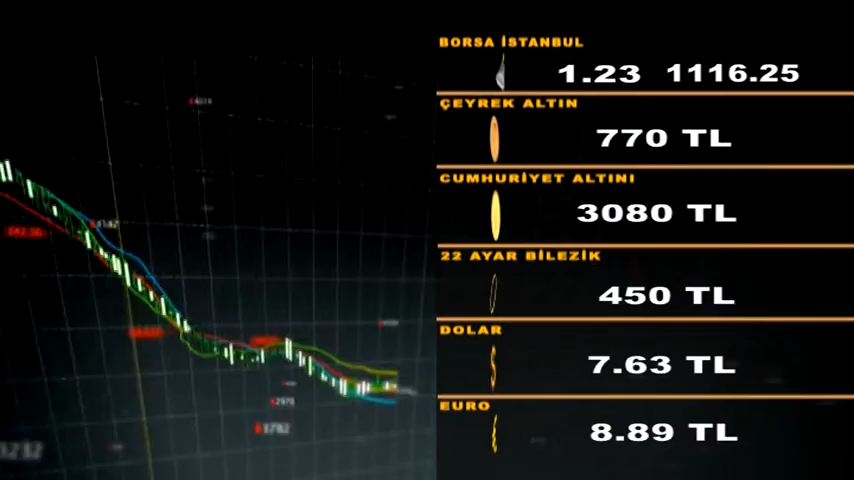 BORSA İSTANBUL
1.23 1116.25
ÇEYREK ALTIN
770 TL
CUMHURİYET ALTINI
3080 TL
22 AYAR BİLEZİK
450 TL
DOLAR
7.63 TL
EURO
8.89 TL